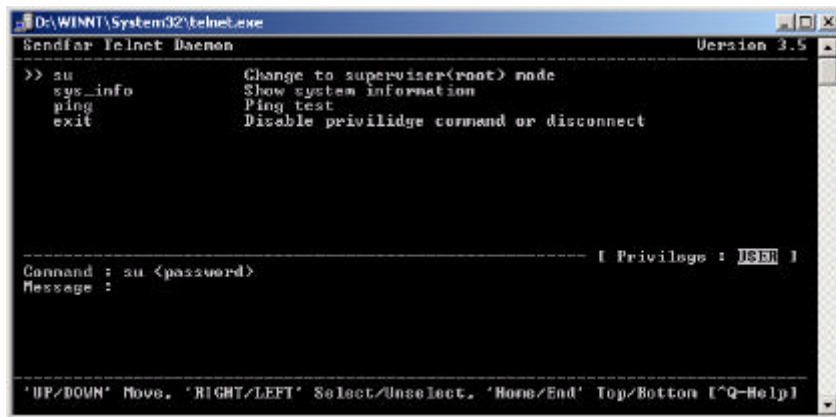 D:\WINNT\System32\telnet.exe
Sendfar Telnet Daemon Version 3.5
>> su Change to superviser(root) mode
sys_info Show system information
ping Ping test
exit Disable privilidge command or disconnect
[ Privilege : USER ]
Command : su <password>
Message :
'UP/DOWN' Move, 'RIGHT/LEFT' Select/Unselect, 'Home/End' Top/Bottom [^Q-Help]